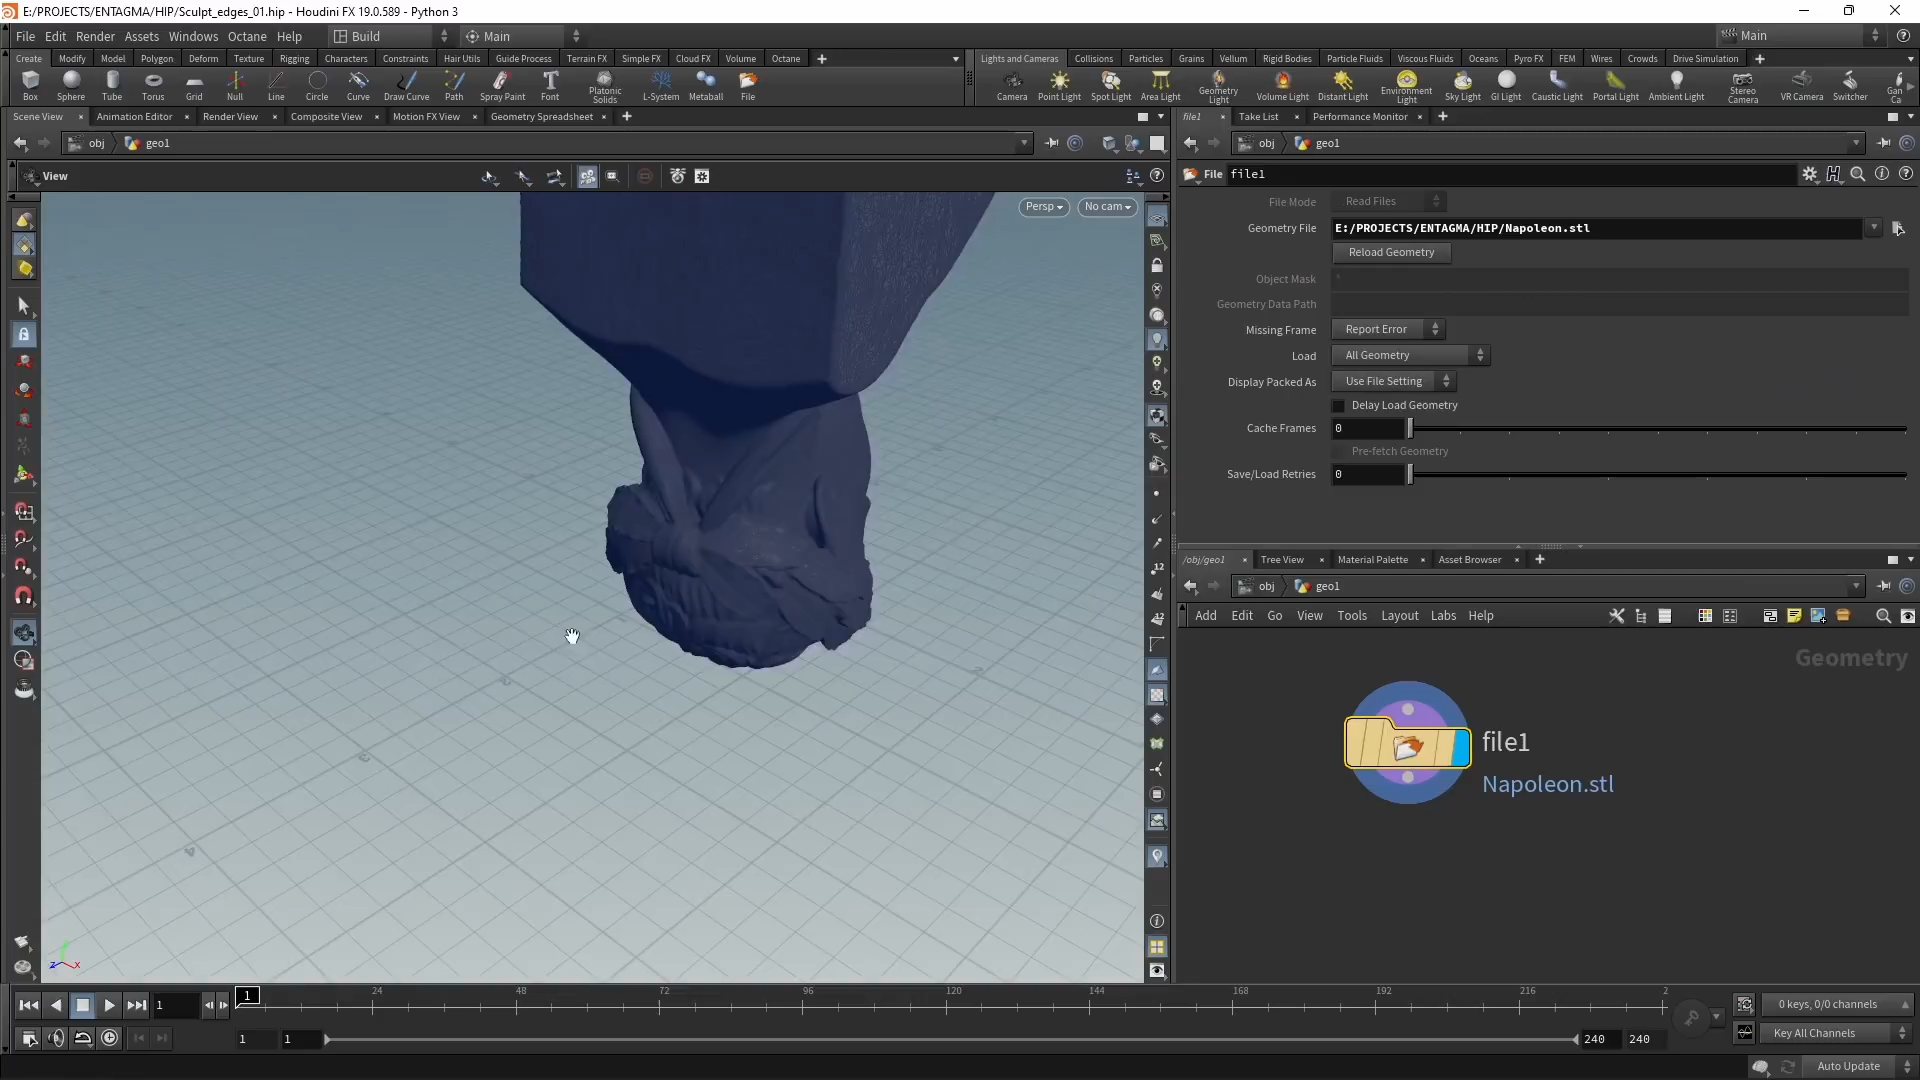 E:/PROJECTS/ENTAGMA/HIP/Sculpt_edges_01.hip - Houdini FX 19.0.589 - Python 3
File Edit Render Assets Windows Octane Help Build Main Main
Create Modify Model Polygon Deform Texture Rigging Characters Constraints Hair Utils Guide Process Terrain FX Simple FX Cloud FX Volume Octane
Lights and Cameras Collisions Particles Grains Vellum Rigid Bodies Particle Fluids Viscous Fluids Oceans Pyro FX FEM Wires Crowds Drive Simulation
Box Sphere Tube Torus Grid Null Line Circle Curve Draw Curve Path Spray Paint Font Platonic Solids L-System Metaball File
Camera Point Light Spot Light Area Light Geometry Light Volume Light Distant Light Environment Light Sky Light GI Light Caustic Light Portal Light Ambient Light Stereo Camera VR Camera Switcher Gan Ca
Scene View Animation Editor Render View Composite View Motion FX View Geometry Spreadsheet
file1 Take List Performance Monitor
obj geo1
obj geo1
View
File file1
Persp No cam
File Mode Read Files
Geometry File E:/PROJECTS/ENTAGMA/HIP/Napoleon.stl
Reload Geometry
Object Mask *
Geometry Data Path
Missing Frame Report Error
Load All Geometry
Display Packed As Use File Setting
Delay Load Geometry
Cache Frames 0
Pre-fetch Geometry
Save/Load Retries 0
/obj/geo1 Tree View Material Palette Asset Browser
obj geo1
Add Edit Go View Tools Layout Labs Help
Geometry
file1
Napoleon.stl
z x
1 1 24 48 72 96 120 144 168 192 216 2
0 keys, 0/0 channels
1 1 240 240
Key All Channels
Auto Update